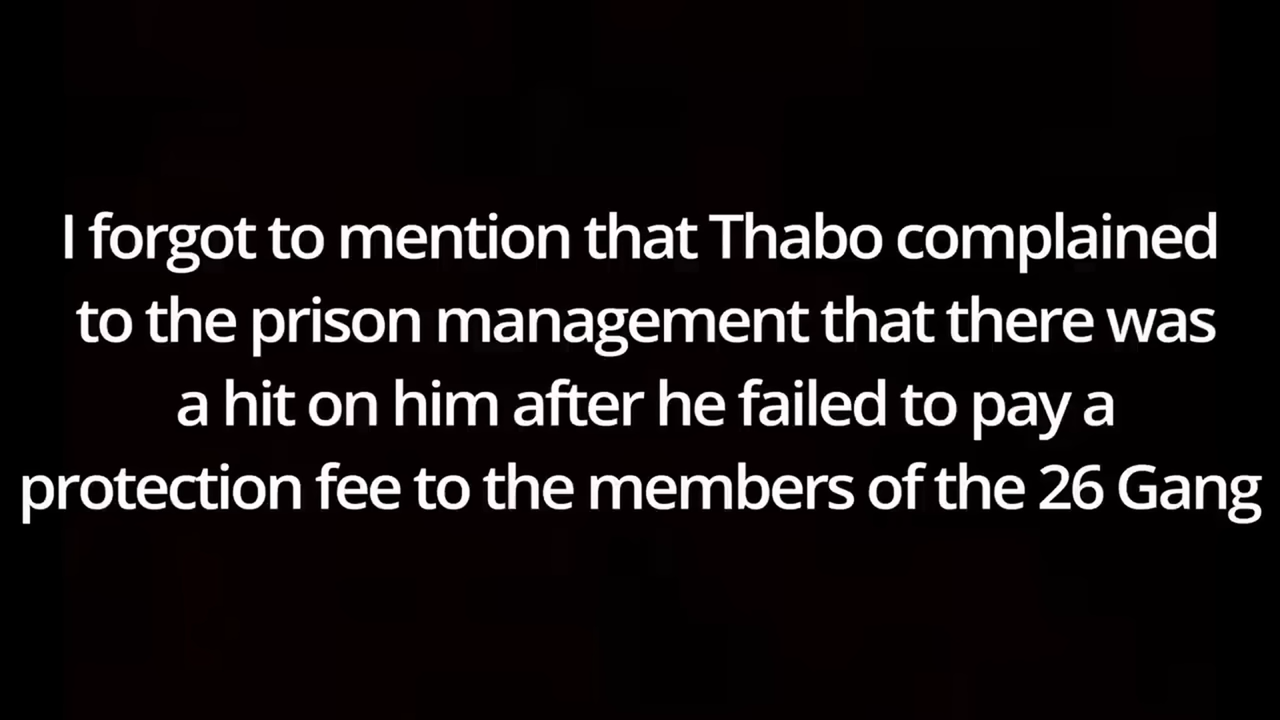 I forgot to mention that Thabo complained
to the prison management that there was
a hit on him after he failed to pay a
protection fee to the members of the 26 Gang